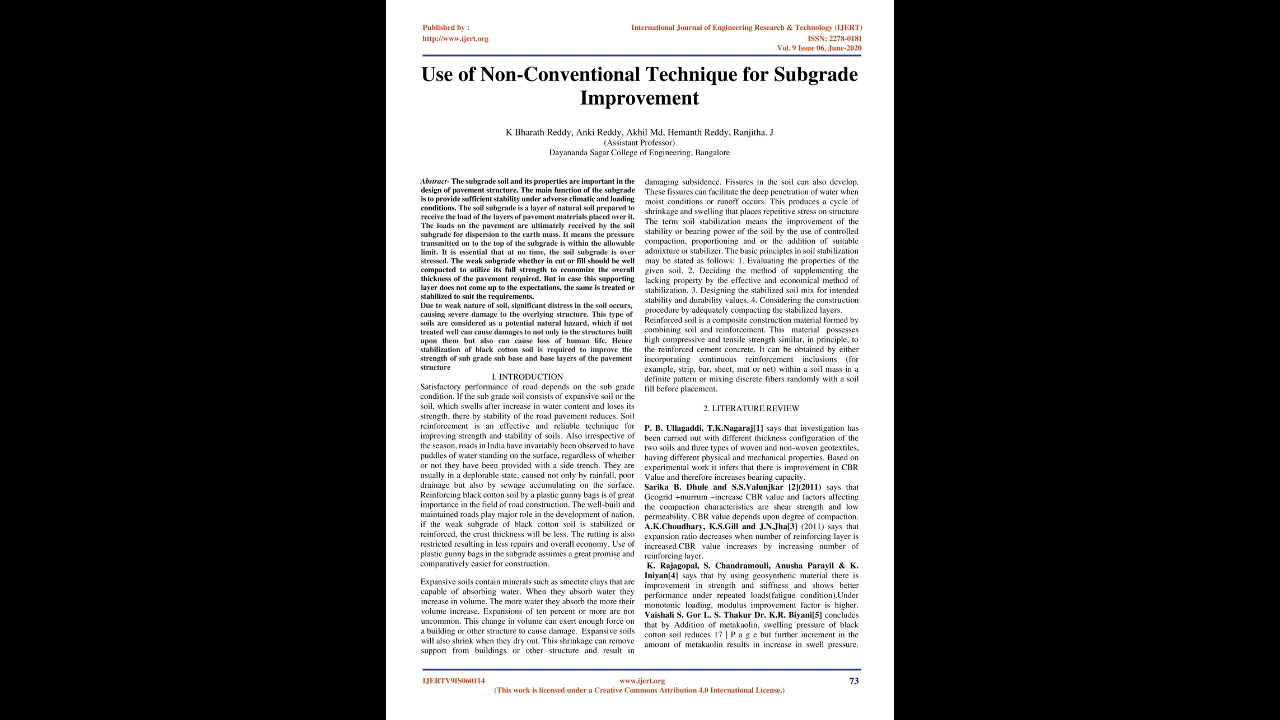 Published by :
http://www.ijert.org
International Journal of Engineering Research & Technology (IJERT)
ISSN: 2278-0181
Vol. 9 Issue 06, June-2020
Use of Non-Conventional Technique for Subgrade
Improvement
K Bharath Reddy, Anki Reddy, Akhil Md, Hemanth Reddy, Ranjitha. J
(Assistant Professor)
Dayananda Sagar College of Engineering, Bangalore
Abstract- The subgrade soil and its properties are important in the
design of pavement structure. The main function of the subgrade
is to provide sufficient stability under adverse climatic and loading
conditions. The soil subgrade is a layer of natural soil prepared to
receive the load of the layers of pavement materials placed over it.
The loads on the pavement are ultimately received by the soil
subgrade for dispersion to the earth mass. It means the pressure
transmitted on to the top of the subgrade is within the allowable
limit. It is essential that at no time, the soil subgrade is over
stressed. The weak subgrade whether in cut or fill should be well
compacted to utilize its full strength to economize the overall
thickness of the pavement required. But in case this supporting
layer does not come up to the expectations, the same is treated or
stabilized to suit the requirements.
Due to weak nature of soil, significant distress in the soil occurs,
causing severe damage to the overlying structure. This type of
soils are considered as a potential natural hazard, which if not
treated well can cause damages to not only to the structures built
upon them but also can cause loss of human life. Hence
stabilization of black cotton soil is required to improve the
strength of sub grade sub base and base layers of the pavement
structure
I. INTRODUCTION
Satisfactory performance of road depends on the sub grade
condition. If the sub grade soil consists of expansive soil or the
soil, which swells after increase in water content and loses its
strength, there by stability of the road pavement reduces. Soil
reinforcement is an effective and reliable technique for
improving strength and stability of soils. Also irrespective of
the season, roads in India have invariably been observed to have
puddles of water standing on the surface, regardless of whether
or not they have been provided with a side trench. They are
usually in a deplorable state, caused not only by rainfall, poor
drainage but also by sewage accumulating on the surface.
Reinforcing black cotton soil by a plastic gunny bags is of great
importance in the field of road construction. The well-built and
maintained roads play major role in the development of nation,
if the weak subgrade of black cotton soil is stabilized or
reinforced, the crust thickness will be less. The rutting is also
restricted resulting in less repairs and overall economy. Use of
plastic gunny bags in the subgrade assumes a great promise and
comparatively easier for construction.
Expansive soils contain minerals such as smectite clays that are
capable of absorbing water. When they absorb water they
increase in volume. The more water they absorb the more their
volume increase. Expansions of ten percent or more are not
uncommon. This change in volume can exert enough force on
a building or other structure to cause damage. Expansive soils
will also shrink when they dry out. This shrinkage can remove
support from buildings or other structure and result in
damaging subsidence. Fissures in the soil can also develop.
These fissures can facilitate the deep penetration of water when
moist conditions or runoff occurs. This produces a cycle of
shrinkage and swelling that places repetitive stress on structure
The term soil stabilization means the improvement of the
stability or bearing power of the soil by the use of controlled
compaction, proportioning and or the addition of suitable
admixture or stabilizer. The basic principles in soil stabilization
may be stated as follows: 1. Evaluating the properties of the
given soil. 2. Deciding the method of supplementing the
lacking property by the effective and economical method of
stabilization. 3. Designing the stabilized soil mix for intended
stability and durability values. 4. Considering the construction
procedure by adequately compacting the stabilized layers.
Reinforced soil is a composite construction material formed by
combining soil and reinforcement. This material possesses
high compressive and tensile strength similar, in principle, to
the reinforced cement concrete. It can be obtained by either
incorporating continuous reinforcement inclusions (for
example, strip, bar, sheet, mat or net) within a soil mass in a
definite pattern or mixing discrete fibers randomly with a soil
fill before placement.
2. LITERATURE REVIEW
P. B. Ullagaddi, T.K.Nagaraj[1] says that investigation has
been carried out with different thickness configuration of the
two soils and three types of woven and non-woven geotextiles,
having different physical and mechanical properties. Based on
experimental work it infers that there is improvement in CBR
Value and therefore increases bearing capacity.
Sarika B. Dhule and S.S.Valunjkar [2](2011) says that
Geogrid +murrum –increase CBR value and factors affecting
the compaction characteristics are shear strength and low
permeability. CBR value depends upon degree of compaction.
A.K.Choudhary, K.S.Gill and J.N.Jha[3] (2011) says that
expansion ratio decreases when number of reinforcing layer is
increased.CBR value increases by increasing number of
reinforcing layer.
K. Rajagopal, S. Chandramouli, Anusha Parayil & K.
Iniyan[4] says that by using geosynthetic material there is
improvement in strength and stiffness and shows better
performance under repeated loads(fatigue condition).Under
monotonic loading, modulus improvement factor is higher.
Vaishali S. Gor L. S. Thakur Dr. K.R. Biyani[5] concludes
that by Addition of metakaolin, swelling pressure of black
cotton soil reduces 17 | P a g e but further increment in the
amount of metakaolin results in increase in swell pressure.
IJERTV9IS060114
www.ijert.org
73
(This work is licensed under a Creative Commons Attribution 4.0 International License.)